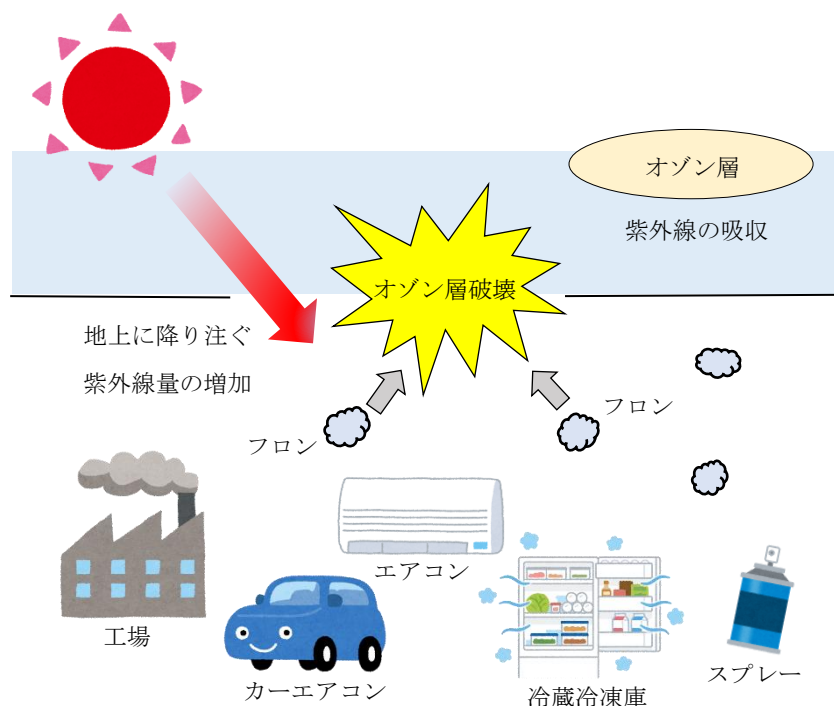 オゾン層
紫外線の吸収
オゾン層破壊
地上に降り注ぐ
紫外線量の増加
フロン
フロン
エアコン
工場
カーエアコン
冷蔵冷凍庫
スプレー